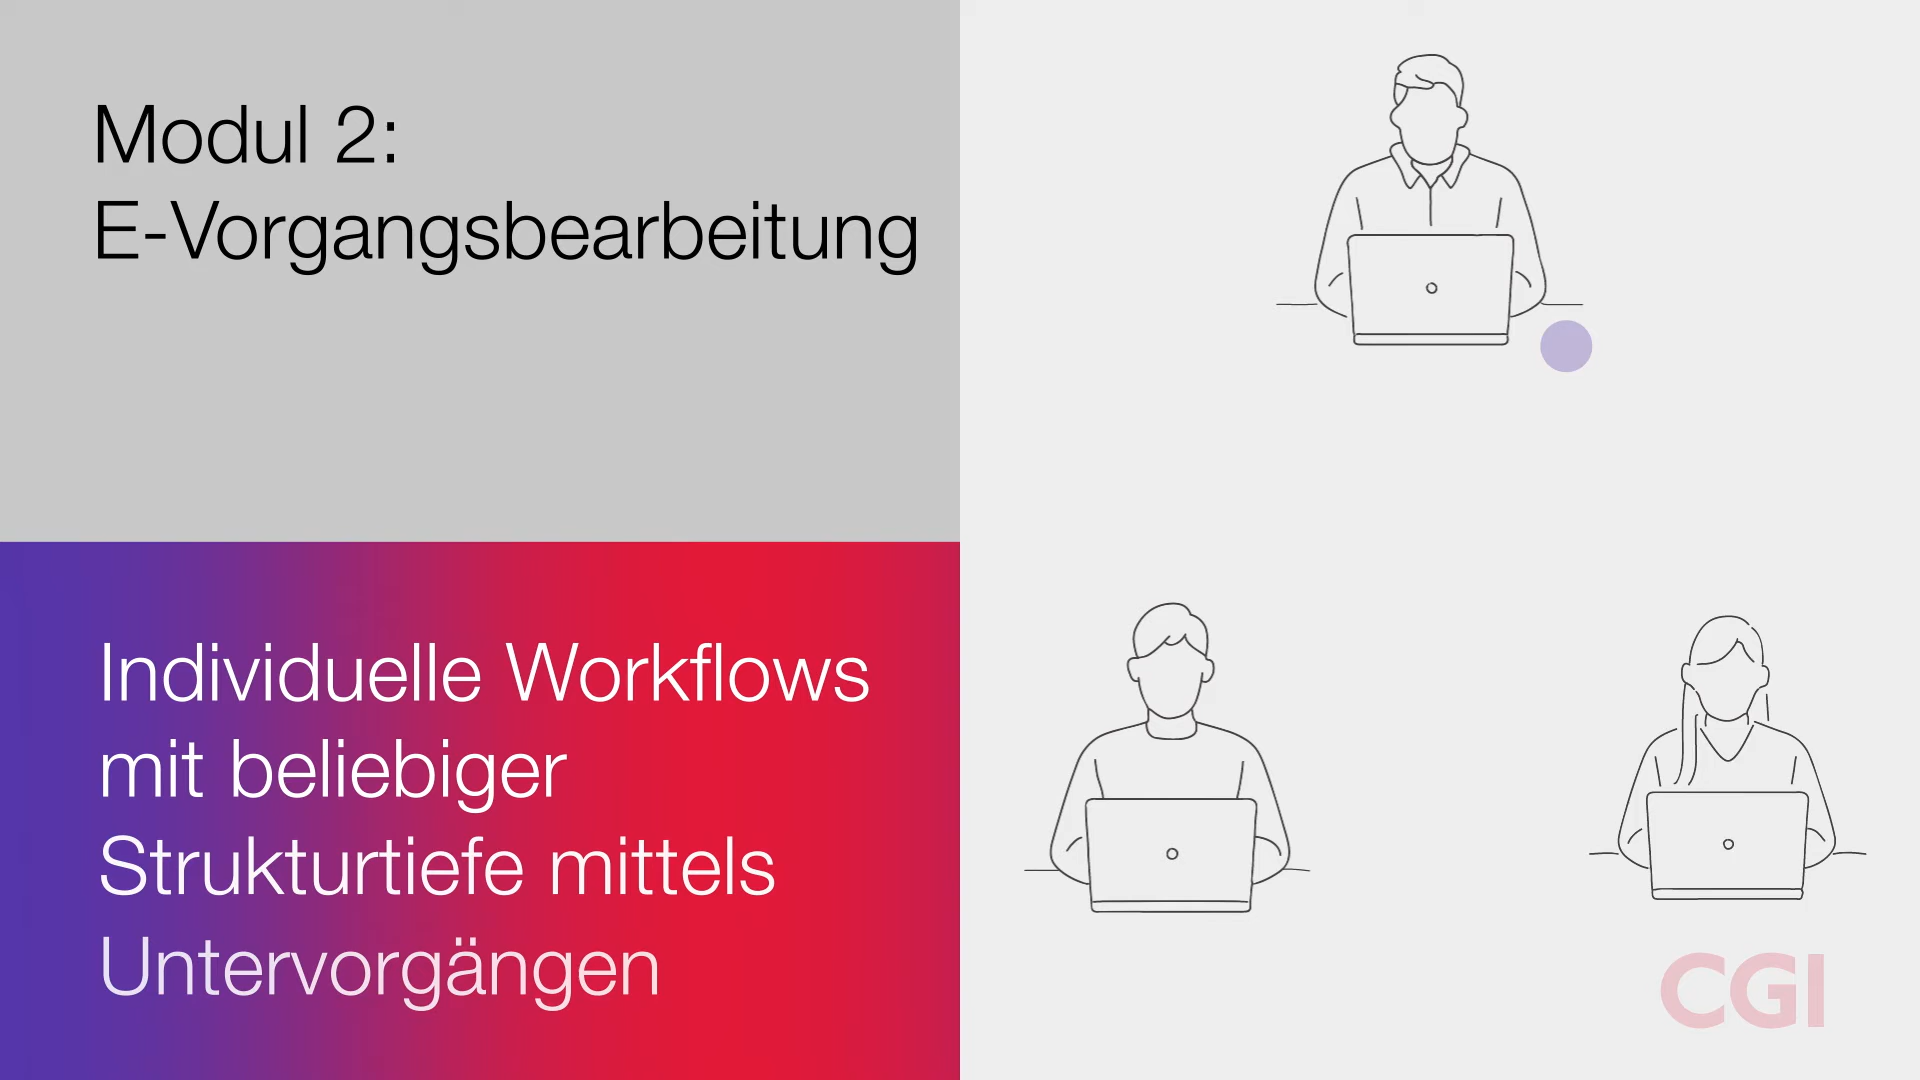 Modul 2:
E-Vorgangsbearbeitung
Individuelle Workflows
mit beliebiger
Strukturtiefe mittels
Untervorgängen
CGI